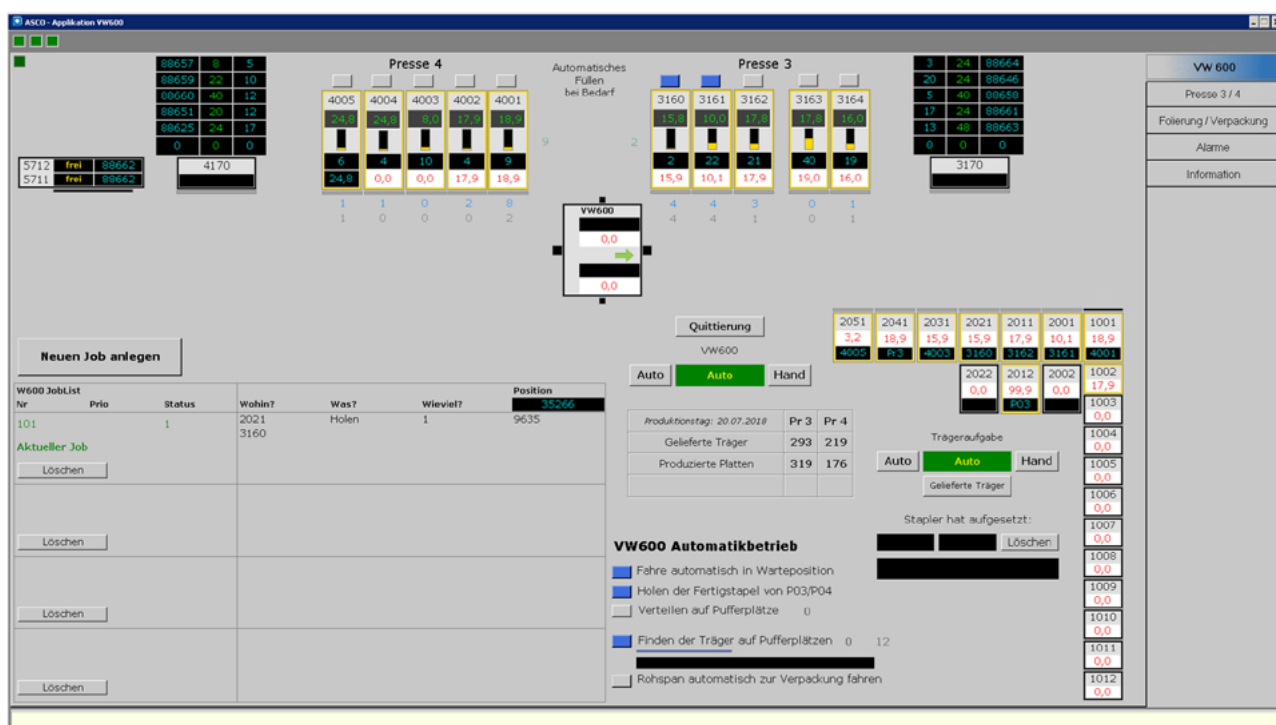 ASCO - Applikation VW600
88657 8 5
88659 22 10
88660 40 12
88651 20 12
88625 24 17
0 0 0
4170
5712 frei 88662
5711 frei 88662
Presse 4
4005 4004 4003 4002 4001
24,8 24,8 8,0 17,9 18,9
6 4 10 4 9
24,8 0,0 0,0 17,9 18,9
1 1 0 2 8
1 0 0 0 2
Automatisches
Füllen
bei Bedarf
9 2
Presse 3
3160 3161 3162 3163 3164
15,8 10,0 17,8 17,8 16,0
2 22 21 40 19
15,9 10,1 17,9 19,0 16,0
4 4 3 0 1
4 4 1 0 1
3 24 88664
20 24 88646
5 40 88658
17 24 88661
13 48 88663
0 0 0
3170
VW 600
Presse 3 / 4
Folierung / Verpackung
Alarme
Information
VW600
0,0
0,0
Neuen Job anlegen
W600 JobList
Nr Prio Status Wohin? Was? Wieviel? Position
35266
101 1 2021 Holen 1 9635
3160
Aktueller Job
Löschen
Löschen
Löschen
Löschen
Quittierung
VW600
Auto Auto Hand
Produktionstag: 20.07.2018 Pr 3 Pr 4
Gelieferte Träger 293 219
Produzierte Platten 319 176
2051 2041 2031 2021 2011 2001 1001
3,2 18,9 15,9 15,9 17,9 10,1 18,9
4005 Pr3 4003 3160 3162 3161 4001
2022 2012 2002 1002
0,0 99,9 0,0 17,9
P03
1003
0,0
1004
0,0
1005
0,0
1006
0,0
1007
0,0
1008
0,0
1009
0,0
1010
0,0
1011
0,0
1012
0,0
Trägeraufgabe
Auto Auto Hand
Gelieferte Träger
Stapler hat aufgesetzt:
Löschen
VW600 Automatikbetrieb
Fahre automatisch in Warteposition
Holen der Fertigstapel von P03/P04
Verteilen auf Pufferplätze 0
Finden der Träger auf Pufferplätzen 0 12
Rohspan automatisch zur Verpackung fahren